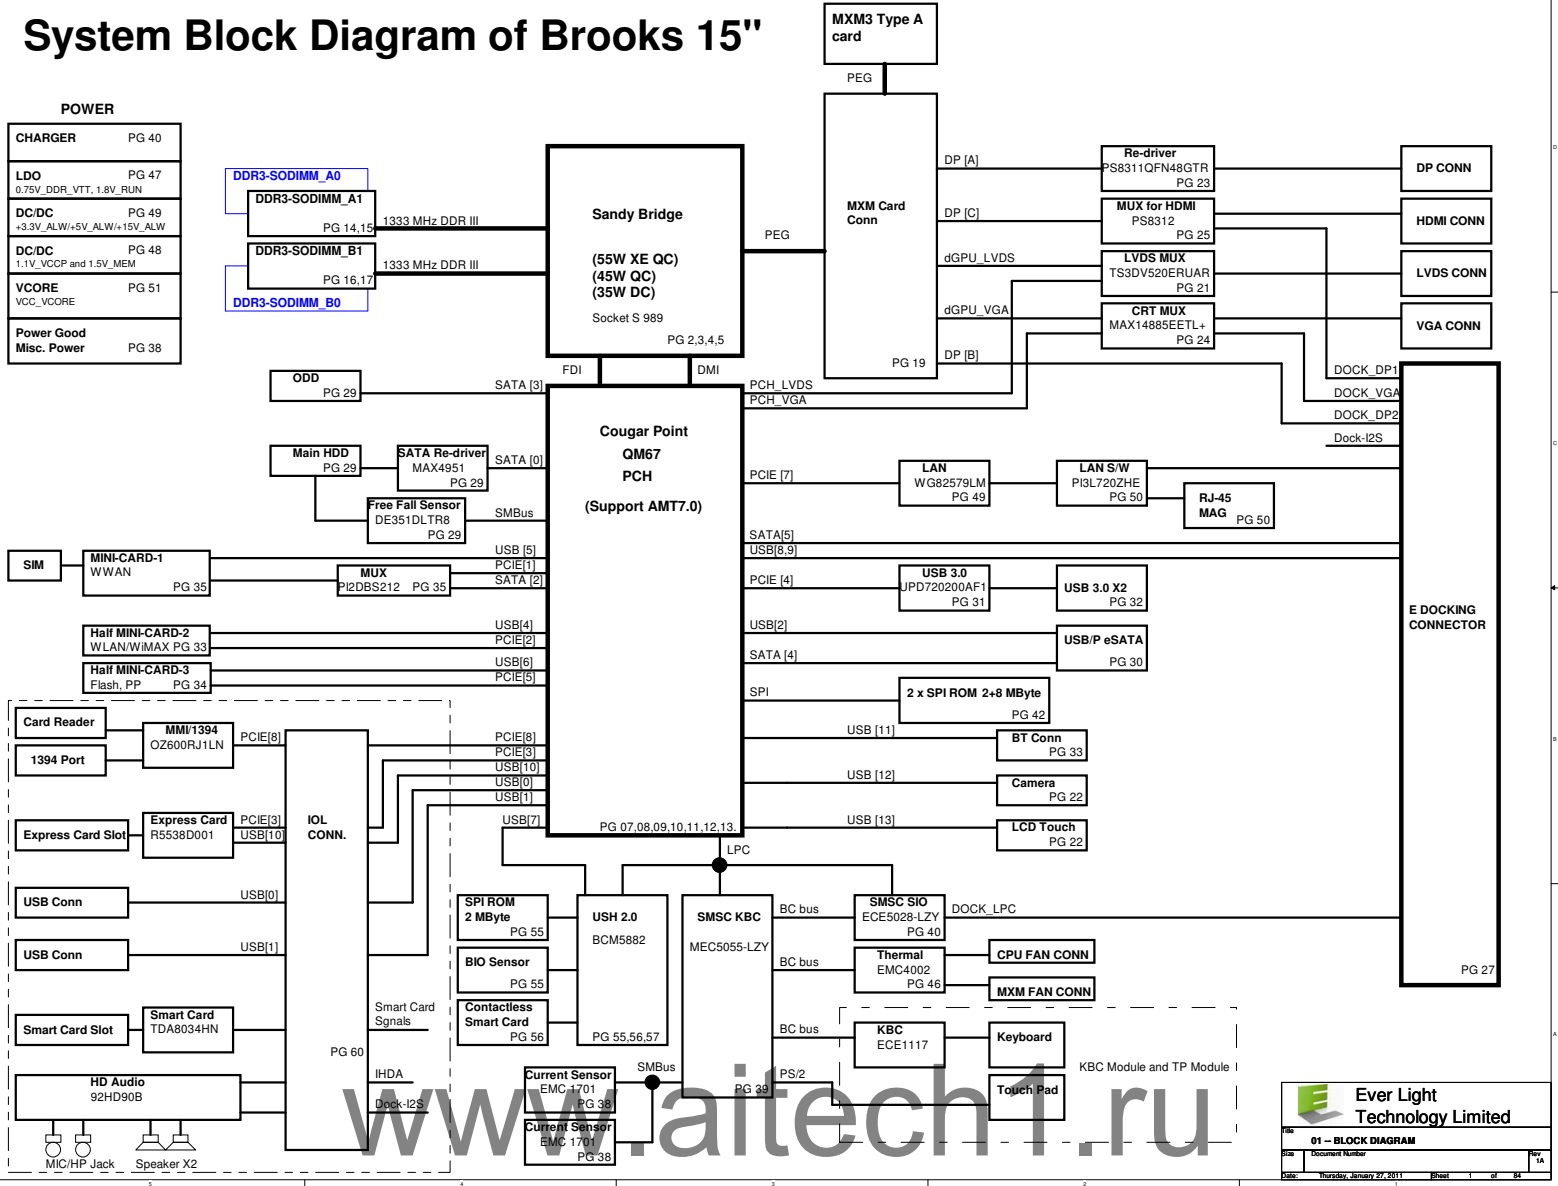 System Block Diagram of Brooks 15"
MXM3 Type A
card
PEG
POWER
CHARGER PG 40
LDO PG 47
0.75V_DDR_VTT, 1.8V_RUN
DC/DC PG 49
+3.3V_ALW/+5V_ALW/+15V_ALW
DC/DC PG 48
1.1V_VCCP and 1.5V_MEM
VCORE PG 51
VCC_VCORE
Power Good
Misc. Power PG 38
DDR3-SODIMM_A0
DDR3-SODIMM_A1
PG 14,15
1333 MHz DDR III
DDR3-SODIMM_B1
PG 16,17
1333 MHz DDR III
DDR3-SODIMM_B0
Sandy Bridge
(55W XE QC)
(45W QC)
(35W DC)
Socket S 989
PG 2,3,4,5
PEG
FDI
DMI
MXM Card
Conn
PG 19
DP [A]
DP [C]
dGPU_LVDS
dGPU_VGA
DP [B]
Re-driver
PS8311QFN48GTR
PG 23
MUX for HDMI
PS8312
PG 25
LVDS MUX
TS3DV520ERUAR
PG 21
CRT MUX
MAX14885EETL+
PG 24
DP CONN
HDMI CONN
LVDS CONN
VGA CONN
DOCK_DP1
DOCK_VGA
DOCK_DP2
Dock-I2S
E DOCKING
CONNECTOR
PG 27
ODD
PG 29
SATA [3]
Main HDD
PG 29
SATA Re-driver
MAX4951
PG 29
SATA [0]
Free Fall Sensor
DE351DLTR8
PG 29
SMBus
SIM
MINI-CARD-1
WWAN
PG 35
MUX
PI2DBS212 PG 35
USB [5]
PCIE[1]
SATA [2]
Half MINI-CARD-2
WLAN/WiMAX PG 33
USB[4]
PCIE[2]
Half MINI-CARD-3
Flash, PP PG 34
USB[6]
PCIE[5]
Cougar Point
QM67
PCH
(Support AMT7.0)
PG 07,08,09,10,11,12,13.
PCH_LVDS
PCH_VGA
PCIE [7]
LAN
WG82579LM
PG 49
LAN S/W
PI3L720ZHE
PG 50
RJ-45
MAG PG 50
SATA[5]
USB[8,9]
PCIE [4]
USB 3.0
UPD720200AF1
PG 31
USB 3.0 X2
PG 32
USB[2]
SATA [4]
USB/P eSATA
PG 30
SPI
2 x SPI ROM 2+8 MByte
PG 42
USB [11]
BT Conn
PG 33
USB [12]
Camera
PG 22
USB [13]
LCD Touch
PG 22
Card Reader
1394 Port
MMI/1394
OZ600RJ1LN
PCIE[8]
Express Card Slot
Express Card
R5538D001
PCIE[3]
USB[10]
USB Conn
USB[0]
USB Conn
USB[1]
Smart Card Slot
Smart Card
TDA8034HN
HD Audio
92HD90B
MIC/HP Jack
Speaker X2
IOL
CONN.
PG 60
PCIE[8]
PCIE[3]
USB[10]
USB[0]
USB[1]
USB[7]
Smart Card
Sgnals
IHDA
Dock-I2S
LPC
SPI ROM
2 MByte
PG 55
BIO Sensor
PG 55
Contactless
Smart Card
PG 56
USH 2.0
BCM5882
PG 55,56,57
SMSC KBC
MEC5055-LZY
PG 39
BC bus
SMSC SIO
ECE5028-LZY
PG 40
DOCK_LPC
BC bus
Thermal
EMC4002
PG 46
CPU FAN CONN
MXM FAN CONN
BC bus
KBC
ECE1117
Keyboard
KBC Module and TP Module
PS/2
Touch Pad
SMBus
Current Sensor
EMC 1701
PG 38
Current Sensor
EMC 1701
PG 38
www.aitech1.ru
Ever Light
Technology Limited
Title
01 -- BLOCK DIAGRAM
Size Document Number Rev
1A
Date: Thursday, January 27, 2011 Sheet 1 of 84